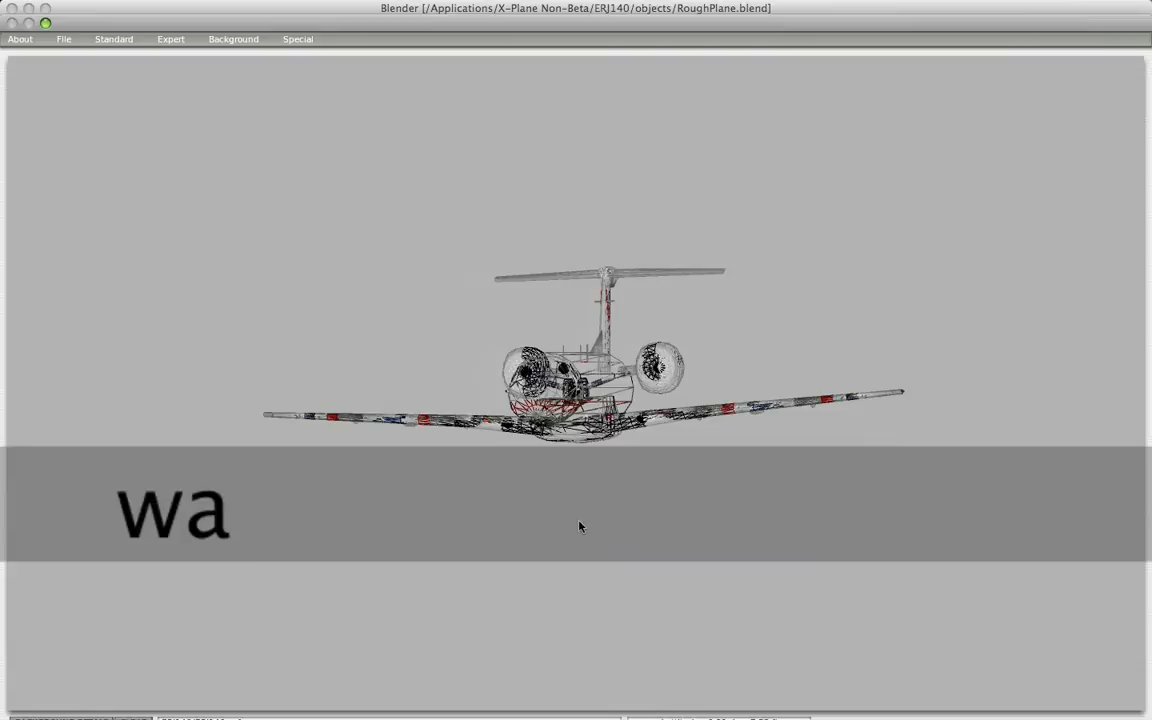 Blender [/Applications/X-Plane Non-Beta/ERJ140/objects/RoughPlane.blend]
About File Standard Expert Background Special
wa